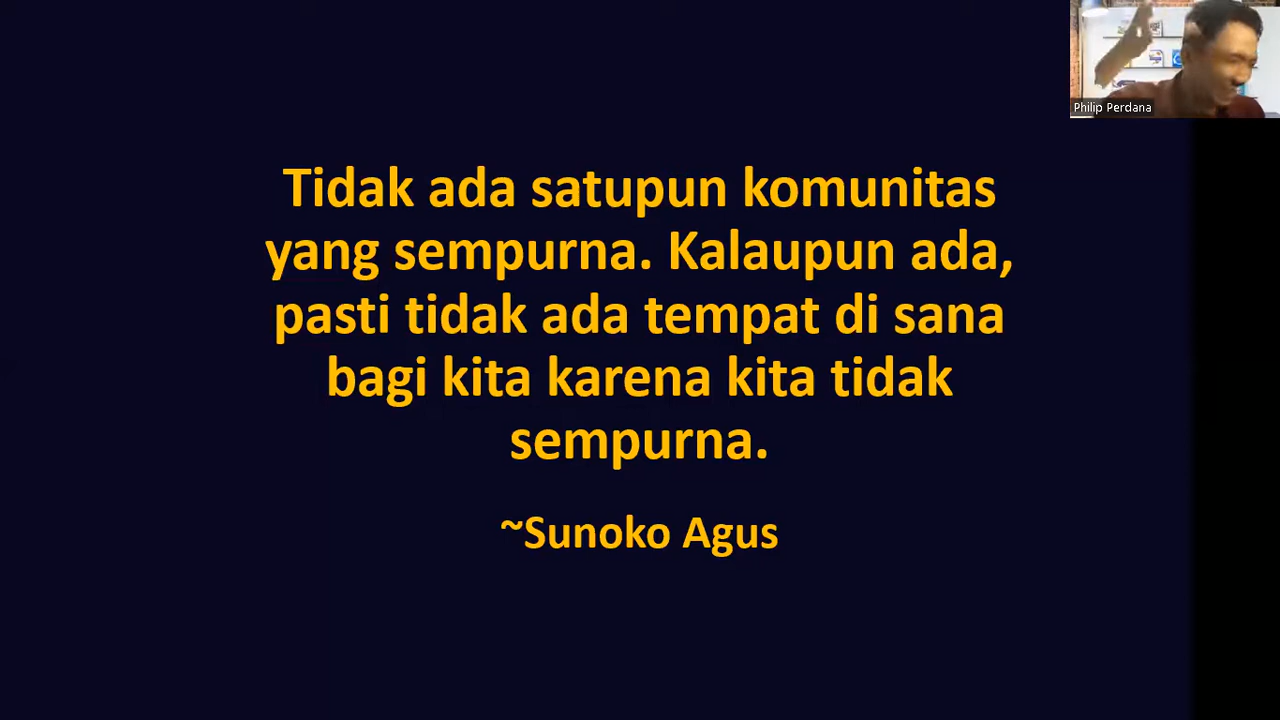 Philip Perdana
Tidak ada satupun komunitas
yang sempurna. Kalaupun ada,
pasti tidak ada tempat di sana
bagi kita karena kita tidak
sempurna.
~Sunoko Agus